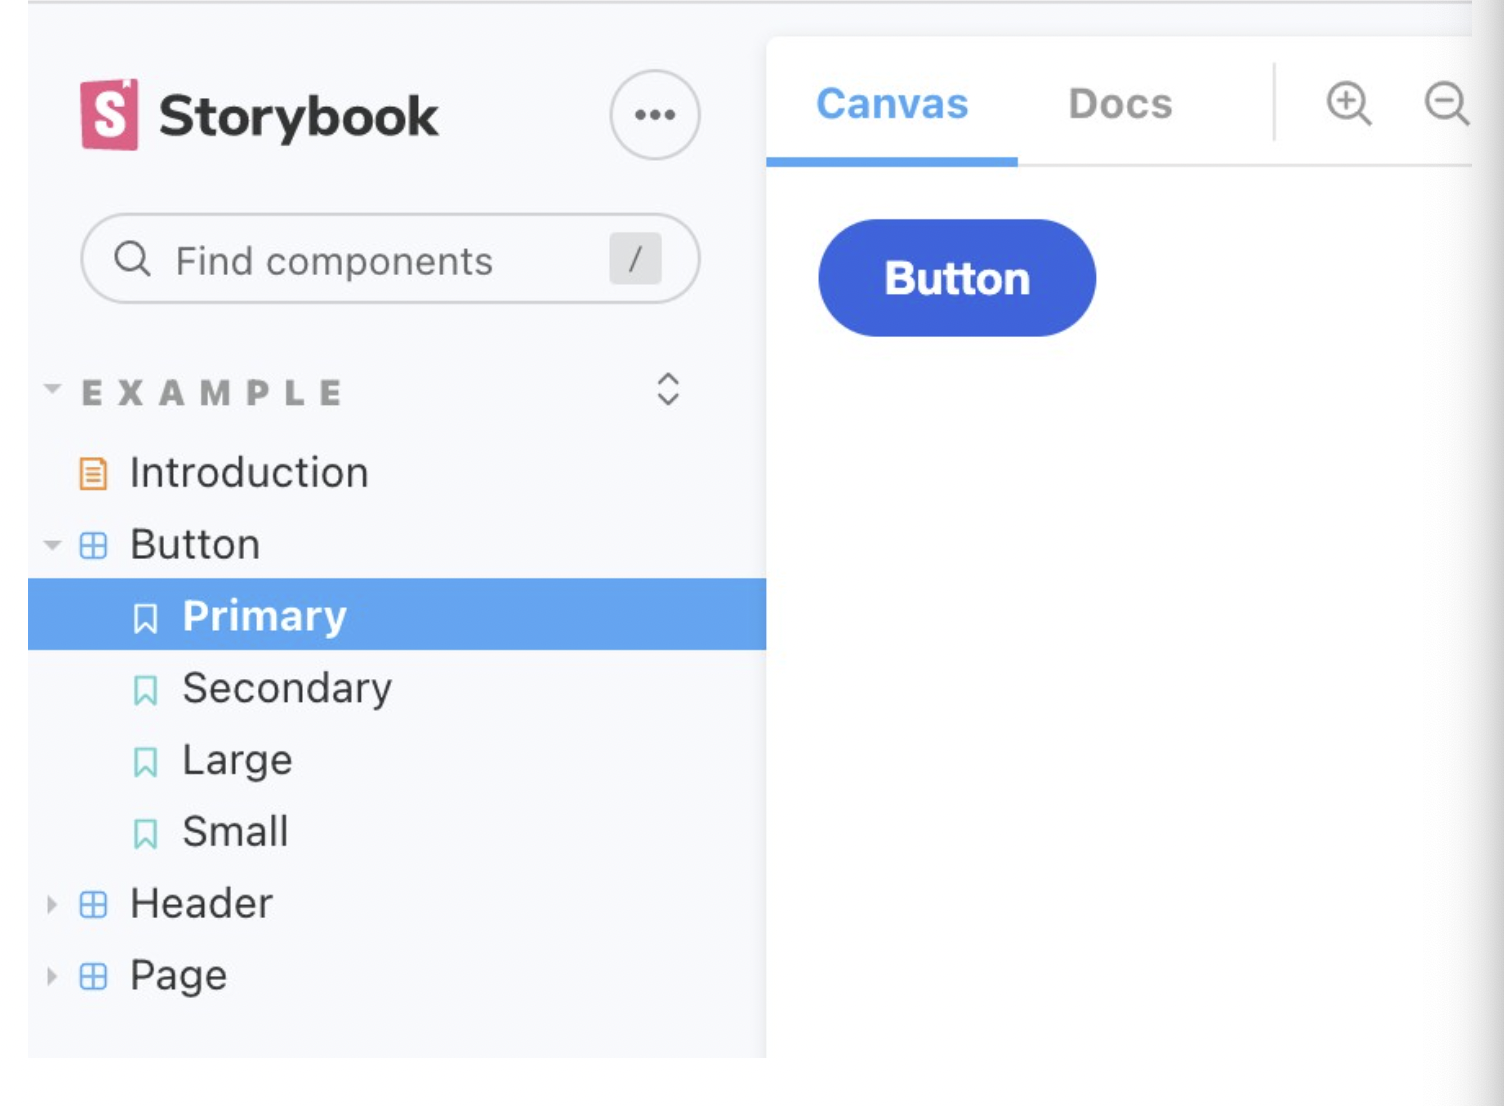 Storybook
Find components /
EXAMPLE
Introduction
Button
Primary
Secondary
Large
Small
Header
Page
Canvas Docs
Button